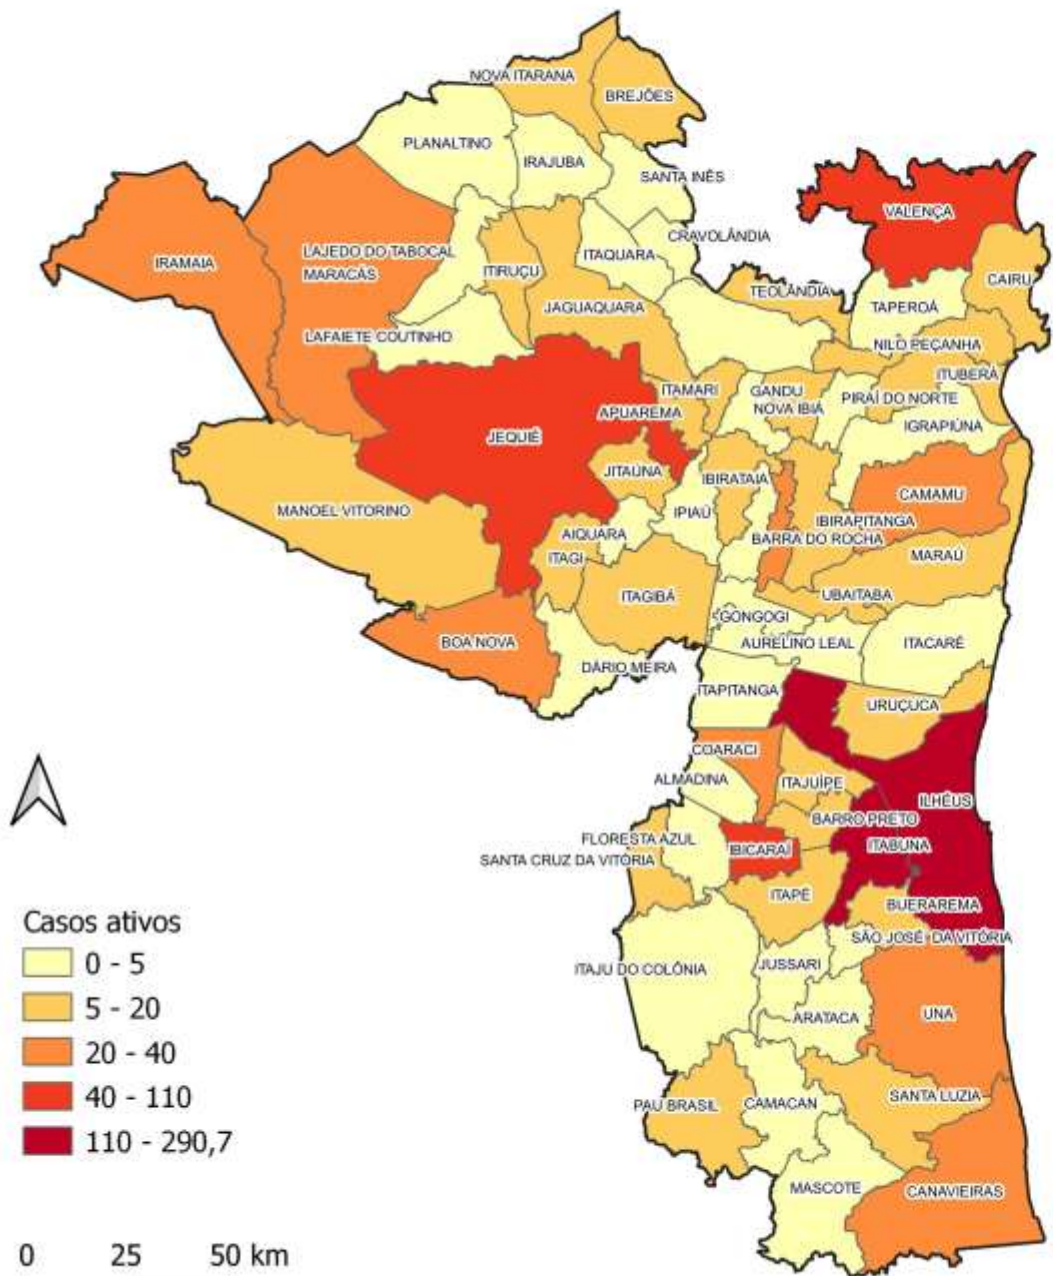 NOVA ITARANA
BREJÕES
PLANALTINO
IRAJUBA
SANTA INÊS
VALENÇA
CRAVOLÂNDIA
LAJEDO DO TABOCAL
ITAQUARA
IRAMAIA
MARACÁS
ITIRUÇU
CAIRU
TEOLÂNDIA
JAGUAQUARA
TAPEROÁ
LAFAIETE COUTINHO
NILO PEÇANHA
ITUBERÁ
ITAMARI
GANDU
PIRAÍ DO NORTE
APUAREMA
NOVA IBIÁ
IGRAPIÚNA
JEQUIÉ
JITAÚNA
IBIRATAIA
CAMAMU
MANOEL VITORINO
IPIAÚ
IBIRAPITANGA
AIQUARA
BARRA DO ROCHA
MARAÚ
ITAGI
ITAGIBÁ
UBAITABA
GONGOGI
BOA NOVA
AURELINO LEAL
ITACARÉ
DÁRIO MEIRA
ITAPITANGA
URUÇUCA
COARACI
ALMADINA
ITAJUÍPE
ILHÉUS
BARRO PRETO
FLORESTA AZUL
IBICARAÍ
ITABUNA
SANTA CRUZ DA VITÓRIA
ITAPÉ
BUERAREMA
SÃO JOSÉ DA VITÓRIA
ITAJU DO COLÔNIA
JUSSARI
ARATACA
UNA
SANTA LUZIA
PAU BRASIL
CAMACAN
MASCOTE
CANAVIEIRAS
Casos ativos
0 - 5
5 - 20
20 - 40
40 - 110
110 - 290,7
0 25 50 km